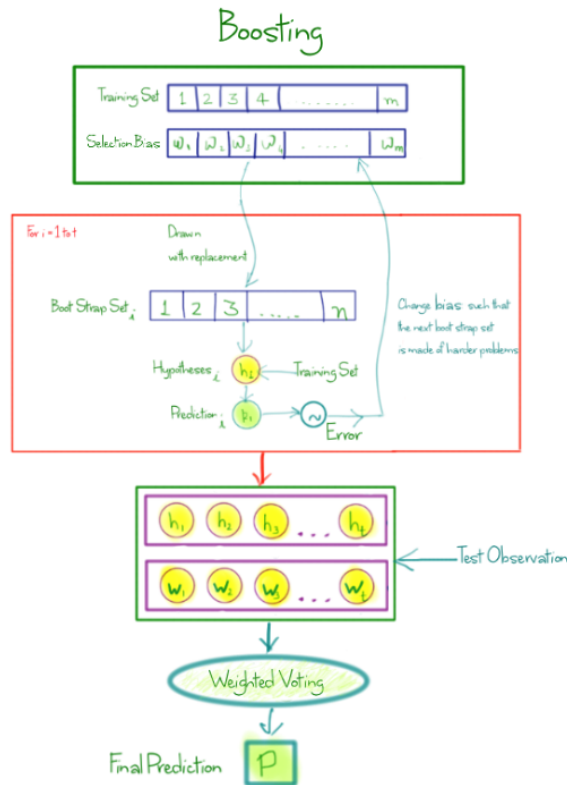 Boosting
Training Set 1 2 3 4 ........ m
Selection Bias w₁ w₂ w₃ w₄ ...... wₘ
For i = 1 to t
Drawn
with replacement
Boot Strap Set i 1 2 3 ..... n
Change bias such that
the next boot strap set
is made of harder problems
Hypotheses i hᵢ Training Set
Prediction i ~
Error
h₁ h₂ h₃ ... hₜ
Test Observation
w₁ w₂ w₃ ... wₜ
Weighted Voting
Final Prediction P